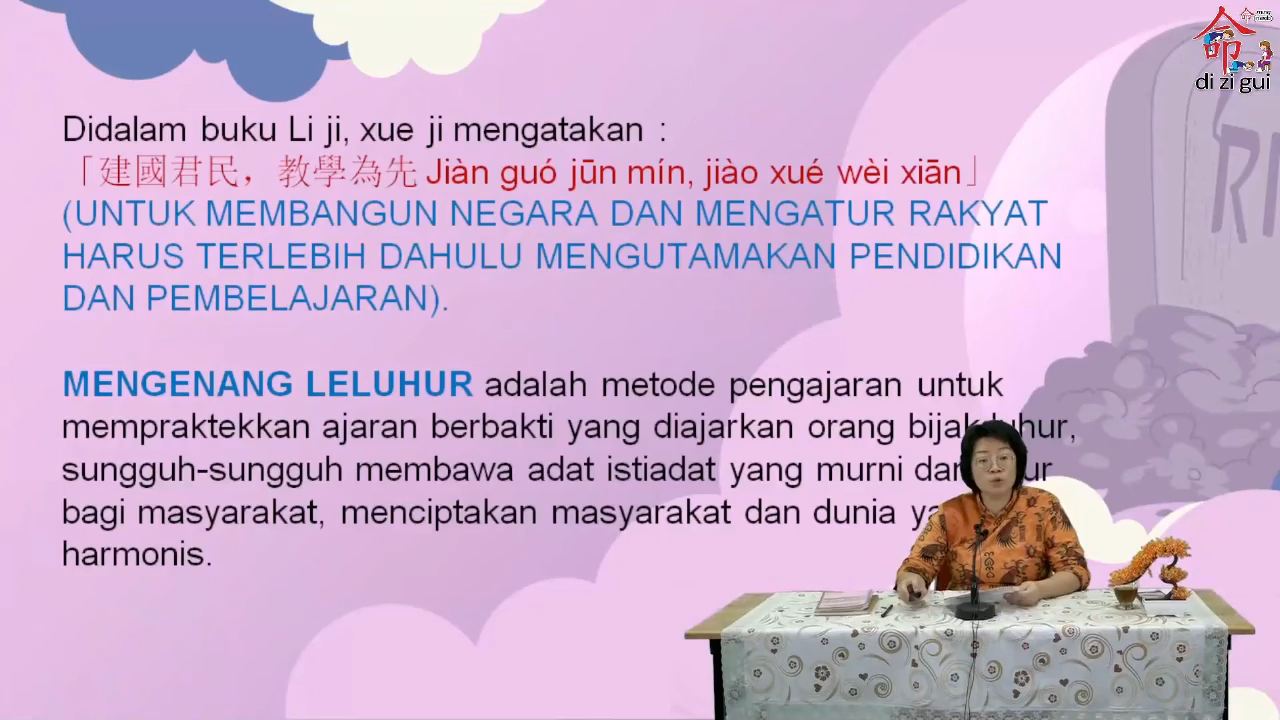 Didalam buku Li ji, xue ji mengatakan :
「建國君民，教學為先 Jiàn guó jūn mín, jiào xué wèi xiān」
(UNTUK MEMBANGUN NEGARA DAN MENGATUR RAKYAT
HARUS TERLEBIH DAHULU MENGUTAMAKAN PENDIDIKAN
DAN PEMBELAJARAN).
MENGENANG LELUHUR adalah metode pengajaran untuk
mempraktekkan ajaran berbakti yang diajarkan orang
sungguh-sungguh membawa adat istiadat yang murni
bagi masyarakat, menciptakan masyarakat dan dunia
harmonis.
命
di zi gui